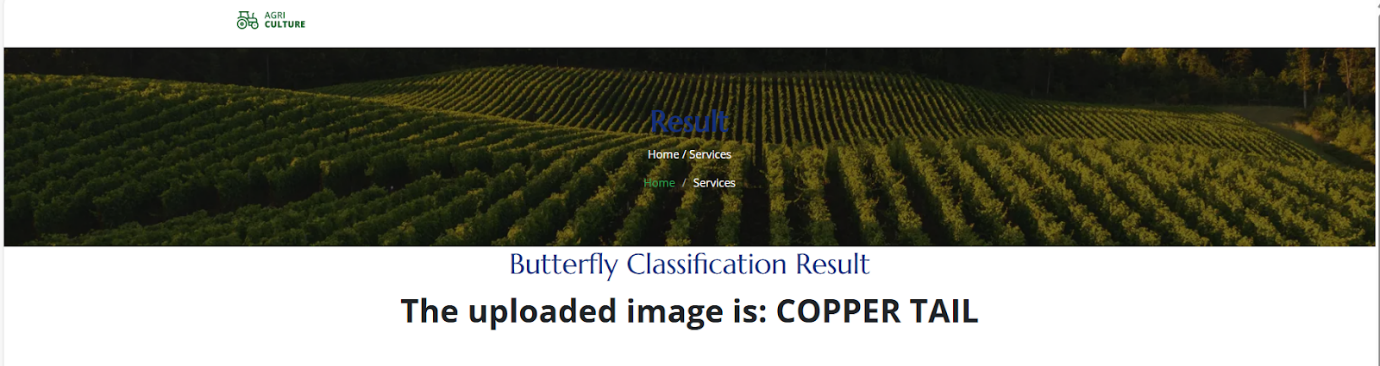 AGRI
CULTURE
Result
Home / Services
Home / Services
Butterfly Classification Result
The uploaded image is: COPPER TAIL